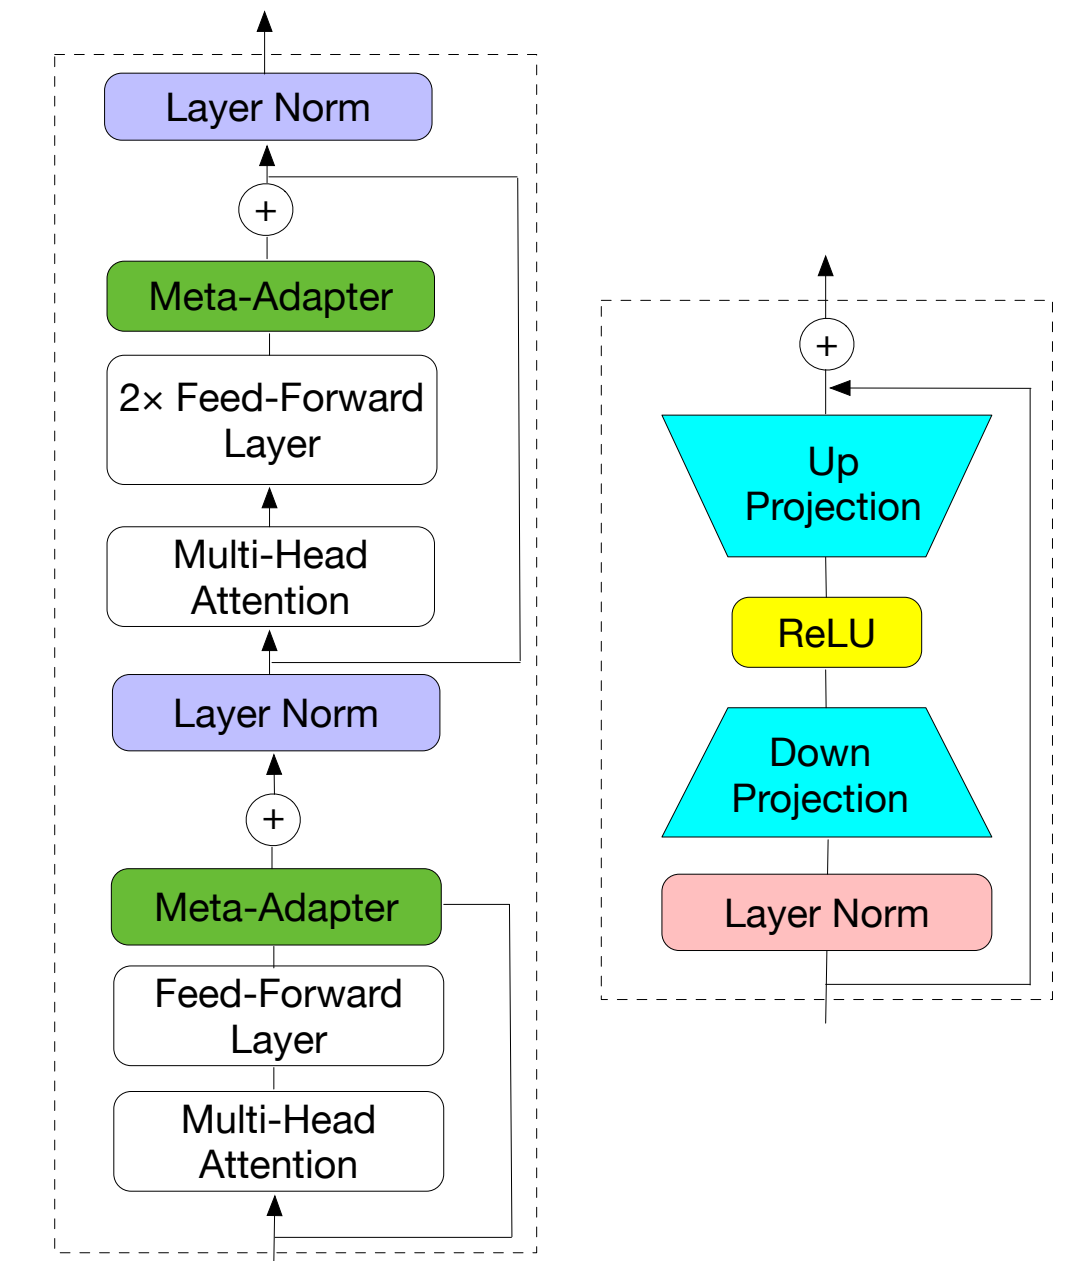 Layer Norm
+
Meta-Adapter
2× Feed-Forward
Layer
Multi-Head
Attention
Layer Norm
+
Meta-Adapter
Feed-Forward
Layer
Multi-Head
Attention
+
Up
Projection
ReLU
Down
Projection
Layer Norm